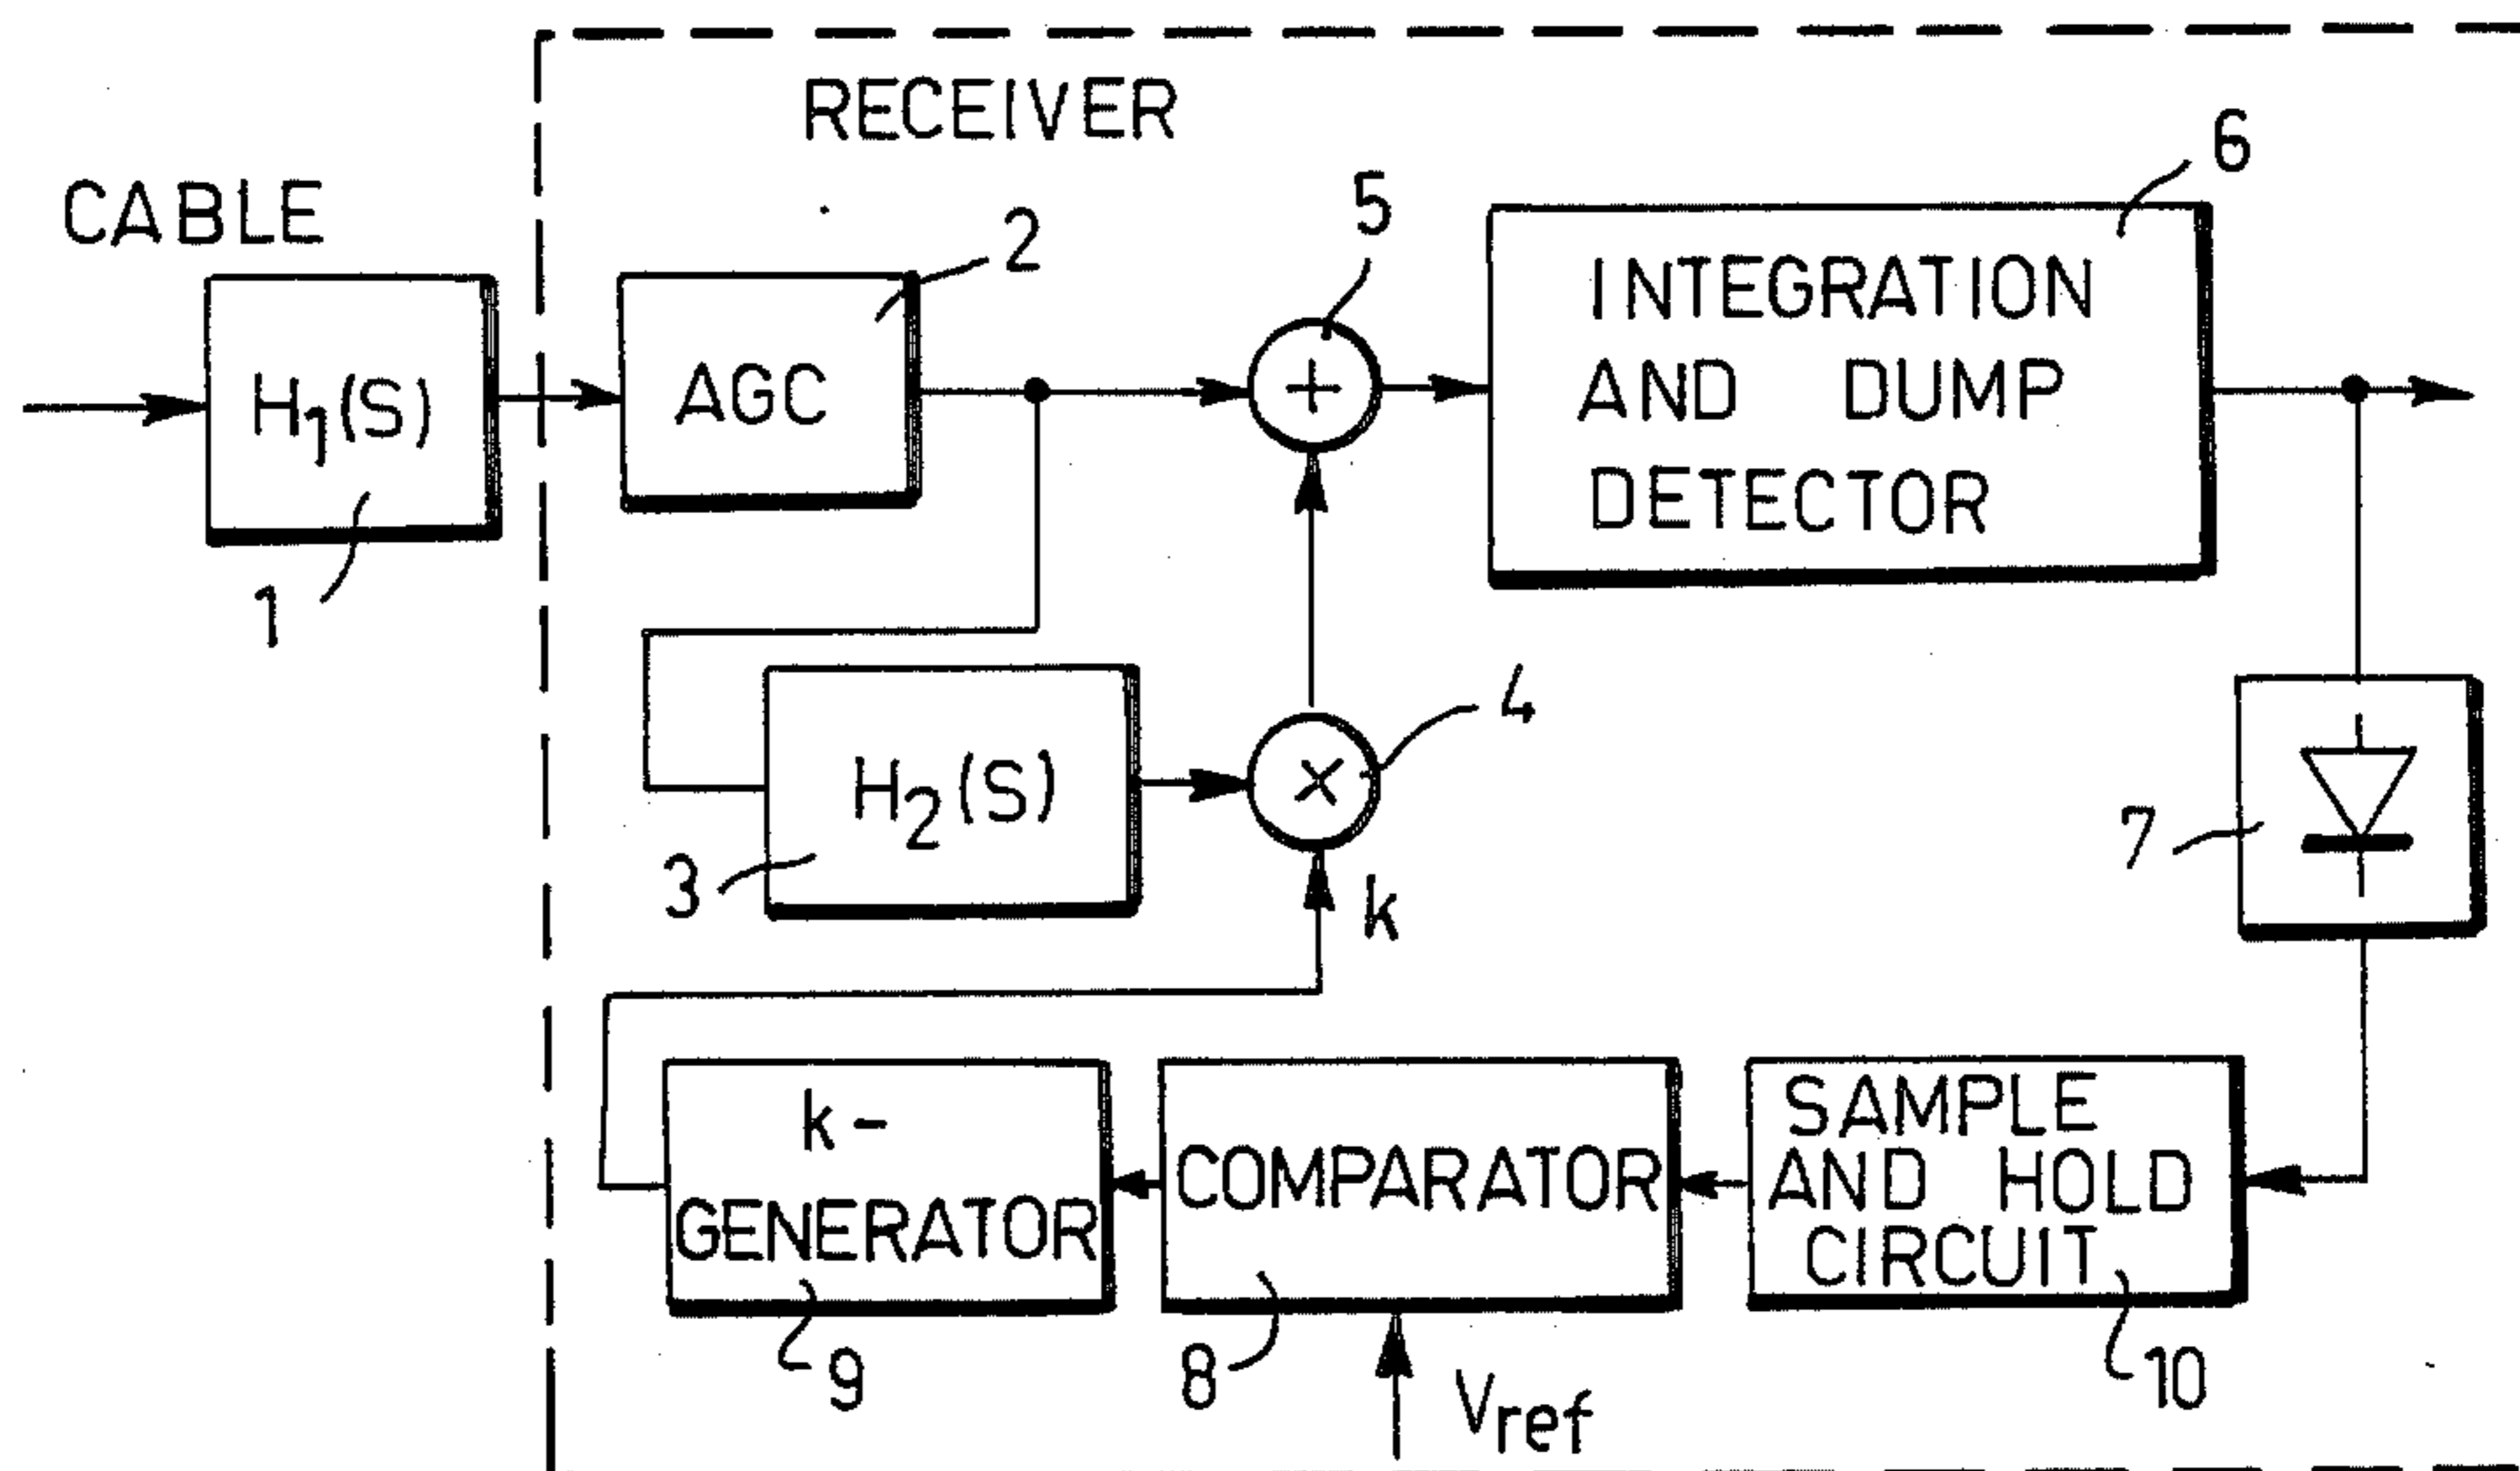 RECEIVER
CABLE
H1(S)
1
AGC
2
5
+
INTEGRATION
AND DUMP
DETECTOR
6
H2(S)
3
×
4
k
7
k-
GENERATOR
9
COMPARATOR
8
Vref
SAMPLE
AND HOLD
CIRCUIT
10